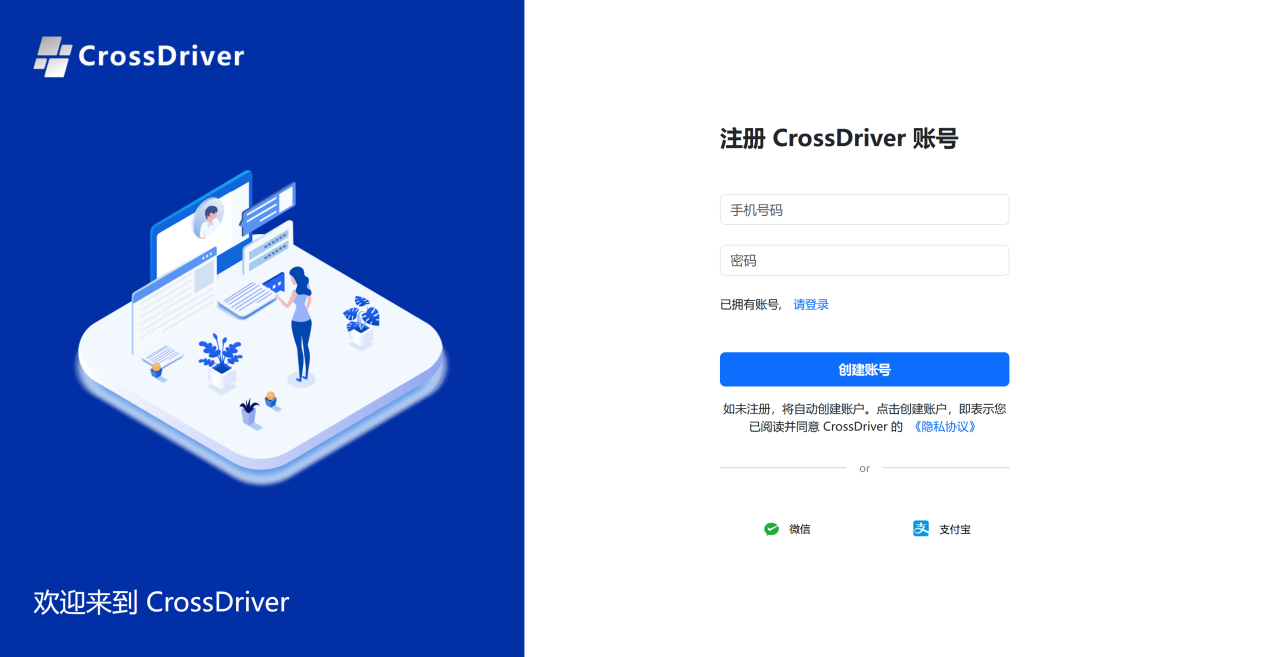 CrossDriver
欢迎来到 CrossDriver
注册 CrossDriver 账号
手机号码
密码
已拥有账号, 请登录
创建账号
如未注册，将自动创建账户。点击创建账户，即表示您
已阅读并同意 CrossDriver 的 《隐私协议》
or
微信
支 支付宝